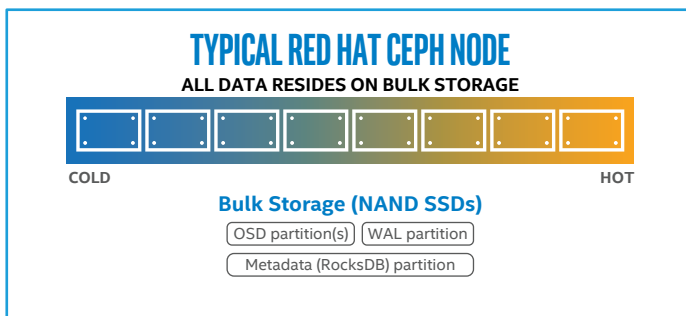 TYPICAL RED HAT CEPH NODE
ALL DATA RESIDES ON BULK STORAGE
COLD HOT
Bulk Storage (NAND SSDs)
OSD partition(s) WAL partition
Metadata (RocksDB) partition